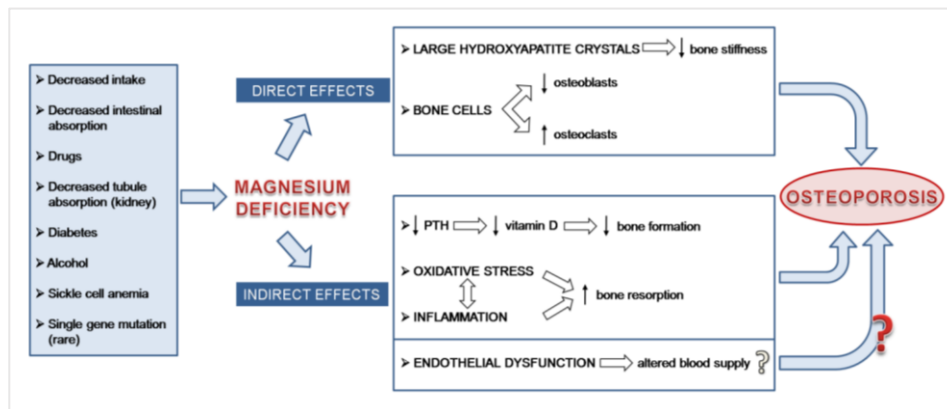 ➤ Decreased intake
➤ Decreased intestinal
absorption
➤ Drugs
➤ Decreased tubule
absorption (kidney)
➤ Diabetes
➤ Alcohol
➤ Sickle cell anemia
➤ Single gene mutation
(rare)
MAGNESIUM
DEFICIENCY
DIRECT EFFECTS
➤ LARGE HYDROXYAPATITE CRYSTALS ⇨ ↓ bone stiffness
➤ BONE CELLS
↓ osteoblasts
↑ osteoclasts
INDIRECT EFFECTS
➤ ↓ PTH ⇨ ↓ vitamin D ⇨ ↓ bone formation
➤ OXIDATIVE STRESS
↑ bone resorption
➤ INFLAMMATION
➤ ENDOTHELIAL DYSFUNCTION ⇨ altered blood supply ?
OSTEOPOROSIS
?